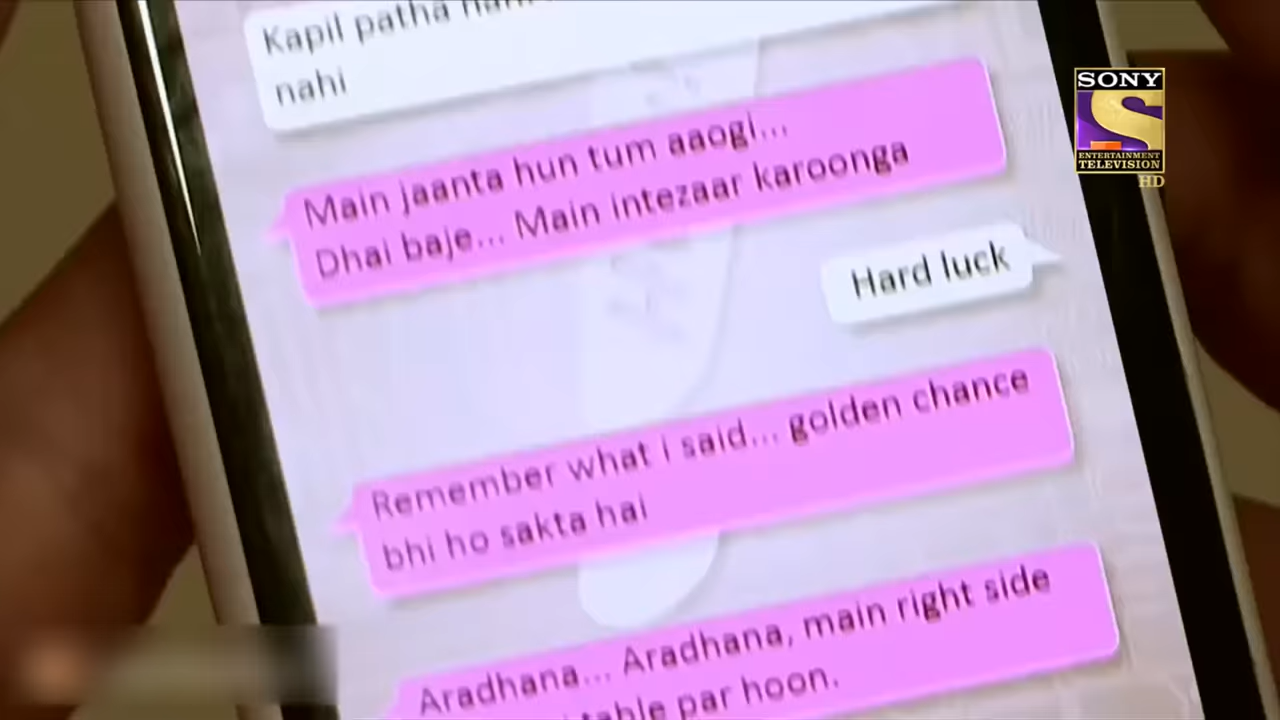 Kapil patha
nahi
Main jaanta hun tum aaogi...
Dhai baje... Main intezaar karoonga
Hard luck
Remember what i said... golden chance
bhi ho sakta hai
Aradhana... Aradhana, main right side
table par hoon.
SONY
ENTERTAINMENT
TELEVISION
HD